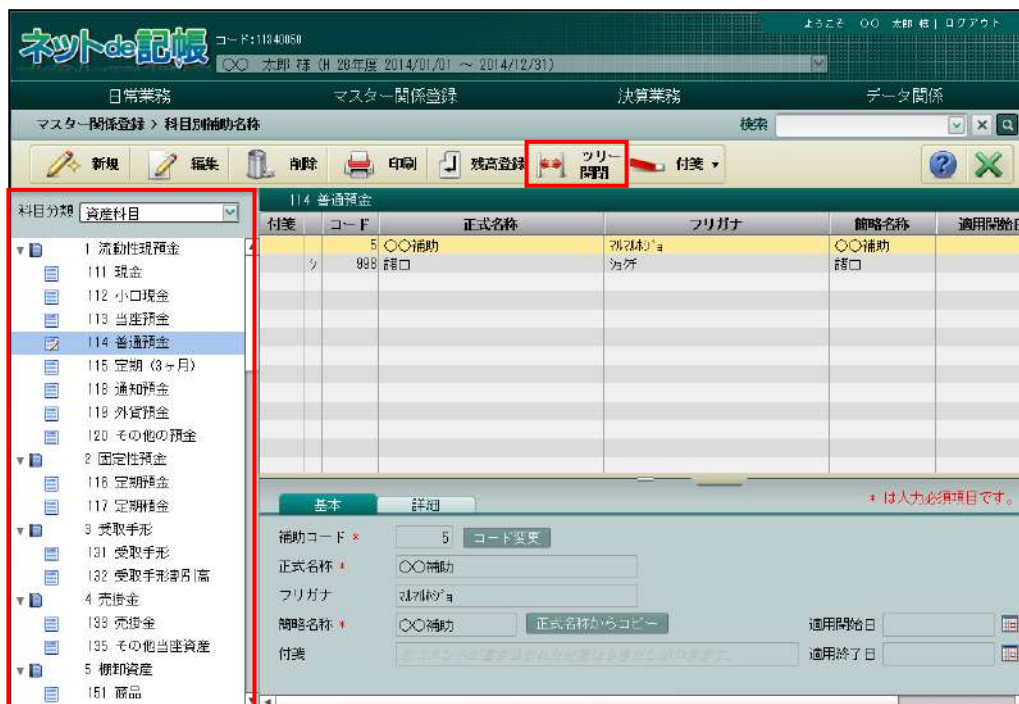 ようこそ 〇〇 太郎 様 | ログアウト
ネットde記帳 コード:11340050
〇〇 太郎 様 (H 26年度 2014/01/01 ～ 2014/12/31)
日常業務 マスター関係登録 決算業務 データ関係
マスター関係登録 > 科目別補助名称 検索
新規 編集 削除 印刷 残高登録 ツリー開閉 付箋
科目分類 資産科目
1 流動性現預金
111 現金
112 小口現金
113 当座預金
114 普通預金
115 定期（3ヶ月）
118 通知預金
119 外貨預金
120 その他の預金
2 固定性預金
116 定期預金
117 定期積金
3 受取手形
131 受取手形
132 受取手形割引高
4 売掛金
133 売掛金
135 その他当座資産
5 棚卸資産
151 商品
114 普通預金
付箋 コード 正式名称 フリガナ 簡略名称 適用開始日
5 〇〇補助 ﾏﾙﾏﾙﾎｼﾞｮ 〇〇補助
シ 998 諸口 ｼｮｸﾁ 諸口
基本 詳細 * は入力必須項目です。
補助コード * 5 コード変更
正式名称 * 〇〇補助
フリガナ ﾏﾙﾏﾙﾎｼﾞｮ
簡略名称 * 〇〇補助 正式名称からコピー 適用開始日
付箋 適用終了日